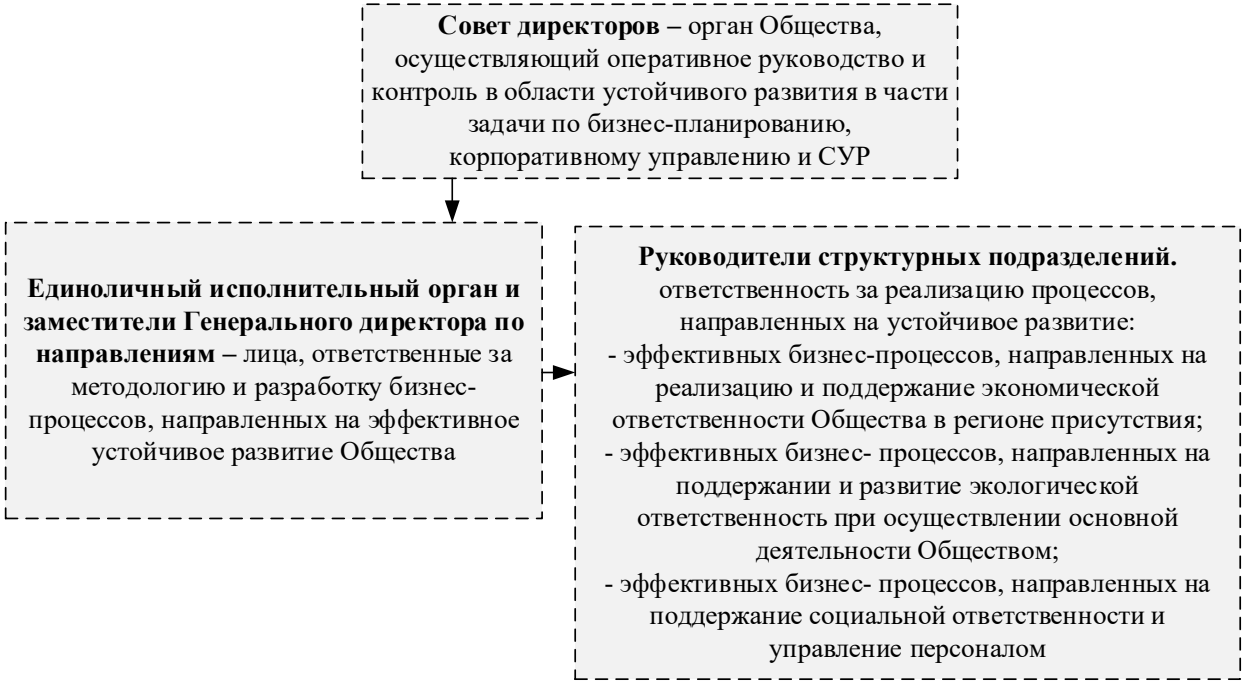 Совет директоров – орган Общества,
осуществляющий оперативное руководство и
контроль в области устойчивого развития в части
задачи по бизнес-планированию,
корпоративному управлению и СУР
Единоличный исполнительный орган и
заместители Генерального директора по
направлениям – лица, ответственные за
методологию и разработку бизнес-
процессов, направленных на эффективное
устойчивое развитие Общества
Руководители структурных подразделений.
ответственность за реализацию процессов,
направленных на устойчивое развитие:
- эффективных бизнес-процессов, направленных на
реализацию и поддержание экономической
ответственности Общества в регионе присутствия;
- эффективных бизнес- процессов, направленных на
поддержании и развитие экологической
ответственность при осуществлении основной
деятельности Обществом;
- эффективных бизнес- процессов, направленных на
поддержание социальной ответственности и
управление персоналом